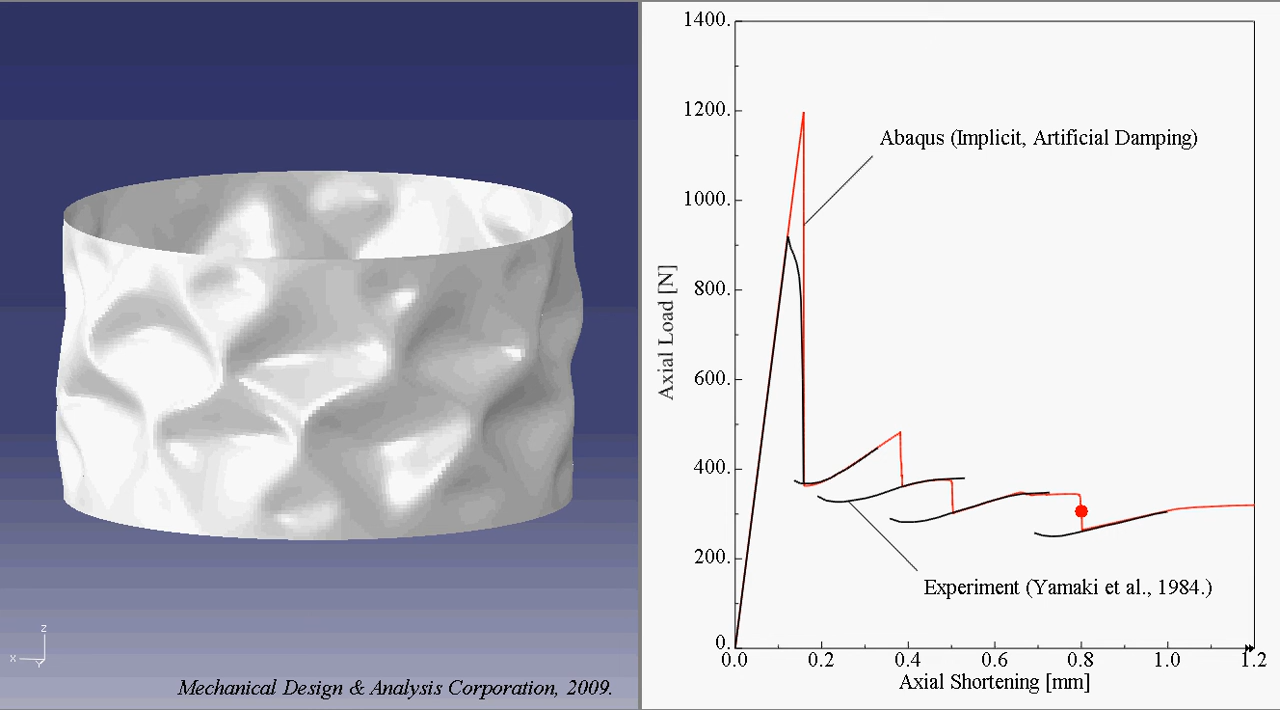 z
x
Y
Mechanical Design & Analysis Corporation, 2009.
1400.
1200.
1000.
800.
600.
400.
200.
0.
Axial Load [N]
Abaqus (Implicit, Artificial Damping)
Experiment (Yamaki et al., 1984.)
0.0 0.2 0.4 0.6 0.8 1.0 1.2
Axial Shortening [mm]